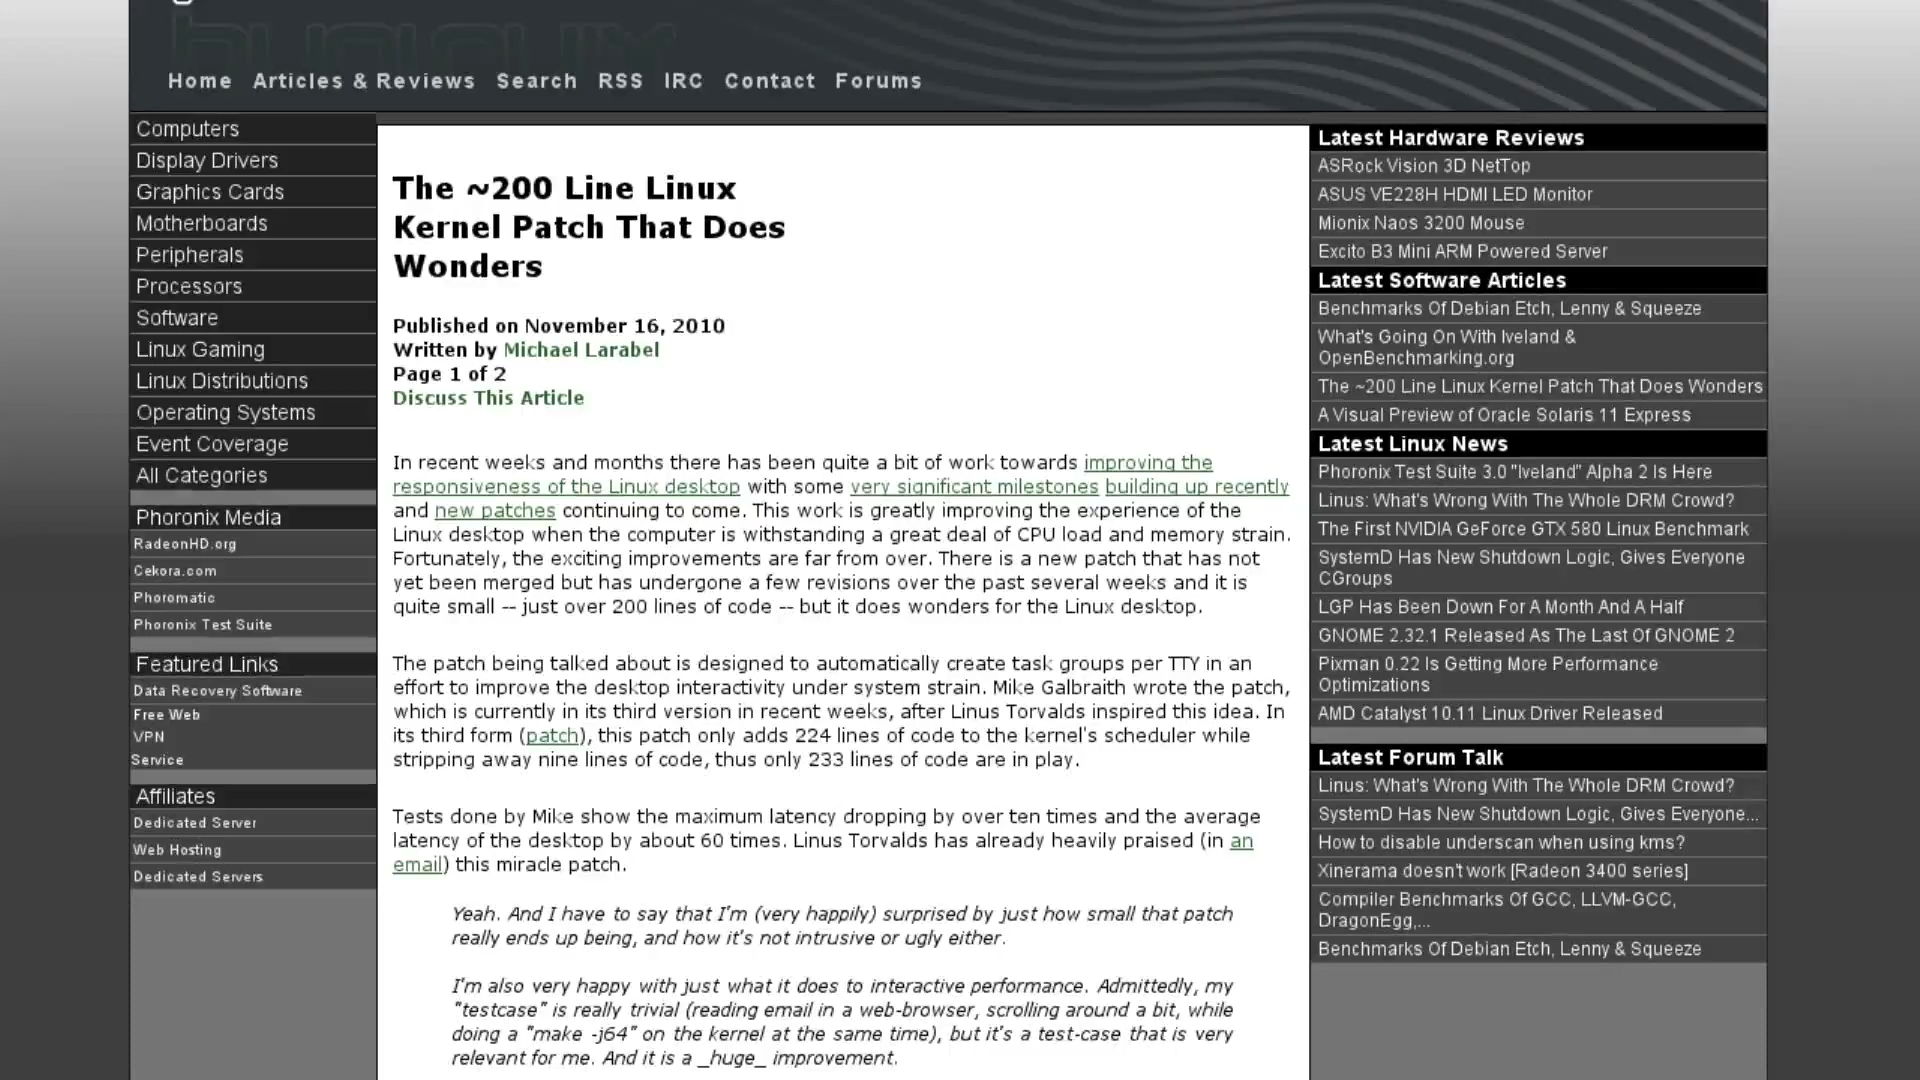 Home Articles & Reviews Search RSS IRC Contact Forums
Computers
Display Drivers
Graphics Cards
Motherboards
Peripherals
Processors
Software
Linux Gaming
Linux Distributions
Operating Systems
Event Coverage
All Categories
Phoronix Media
RadeonHD.org
Cekora.com
Phoromatic
Phoronix Test Suite
Featured Links
Data Recovery Software
Free Web
VPN
Service
Affiliates
Dedicated Server
Web Hosting
Dedicated Servers
The ~200 Line Linux
Kernel Patch That Does
Wonders
Published on November 16, 2010
Written by Michael Larabel
Page 1 of 2
Discuss This Article
In recent weeks and months there has been quite a bit of work towards improving the
responsiveness of the Linux desktop with some very significant milestones building up recently
and new patches continuing to come. This work is greatly improving the experience of the
Linux desktop when the computer is withstanding a great deal of CPU load and memory strain.
Fortunately, the exciting improvements are far from over. There is a new patch that has not
yet been merged but has undergone a few revisions over the past several weeks and it is
quite small -- just over 200 lines of code -- but it does wonders for the Linux desktop.
The patch being talked about is designed to automatically create task groups per TTY in an
effort to improve the desktop interactivity under system strain. Mike Galbraith wrote the patch,
which is currently in its third version in recent weeks, after Linus Torvalds inspired this idea. In
its third form (patch), this patch only adds 224 lines of code to the kernel's scheduler while
stripping away nine lines of code, thus only 233 lines of code are in play.
Tests done by Mike show the maximum latency dropping by over ten times and the average
latency of the desktop by about 60 times. Linus Torvalds has already heavily praised (in an
email) this miracle patch.
Yeah. And I have to say that I'm (very happily) surprised by just how small that patch
really ends up being, and how it's not intrusive or ugly either.
I'm also very happy with just what it does to interactive performance. Admittedly, my
"testcase" is really trivial (reading email in a web-browser, scrolling around a bit, while
doing a "make -j64" on the kernel at the same time), but it's a test-case that is very
relevant for me. And it is a _huge_ improvement.
Latest Hardware Reviews
ASRock Vision 3D NetTop
ASUS VE228H HDMI LED Monitor
Mionix Naos 3200 Mouse
Excito B3 Mini ARM Powered Server
Latest Software Articles
Benchmarks Of Debian Etch, Lenny & Squeeze
What's Going On With Iveland &
OpenBenchmarking.org
The ~200 Line Linux Kernel Patch That Does Wonders
A Visual Preview of Oracle Solaris 11 Express
Latest Linux News
Phoronix Test Suite 3.0 "Iveland" Alpha 2 Is Here
Linus: What's Wrong With The Whole DRM Crowd?
The First NVIDIA GeForce GTX 580 Linux Benchmark
SystemD Has New Shutdown Logic, Gives Everyone
CGroups
LGP Has Been Down For A Month And A Half
GNOME 2.32.1 Released As The Last Of GNOME 2
Pixman 0.22 Is Getting More Performance
Optimizations
AMD Catalyst 10.11 Linux Driver Released
Latest Forum Talk
Linus: What's Wrong With The Whole DRM Crowd?
SystemD Has New Shutdown Logic, Gives Everyone...
How to disable underscan when using kms?
Xinerama doesn't work [Radeon 3400 series]
Compiler Benchmarks Of GCC, LLVM-GCC,
DragonEgg,...
Benchmarks Of Debian Etch, Lenny & Squeeze